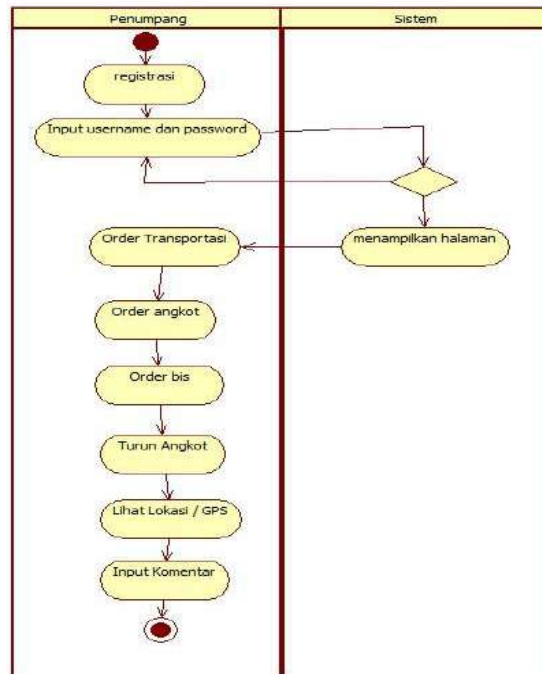 Penumpang
Sistem
registrasi
Input username dan password
menampilkan halaman
Order Transportasi
Order angkot
Order bis
Turun Angkot
Lihat Lokasi / GPS
Input Komentar